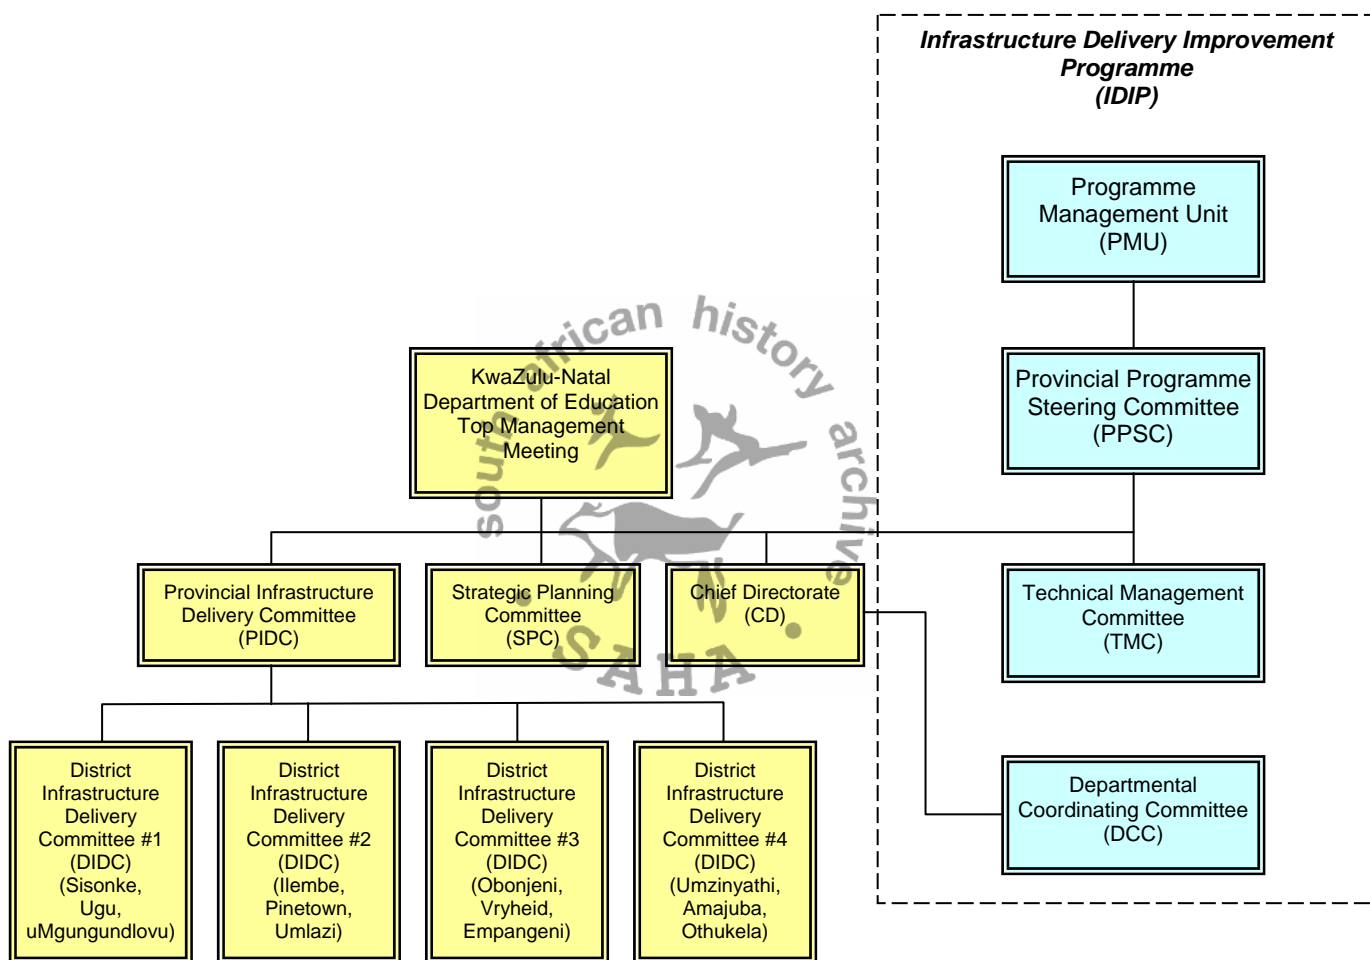 Infrastructure Delivery Improvement
Programme
(IDIP)
Programme
Management Unit
(PMU)
KwaZulu-Natal
Department of Education
Top Management
Meeting
Provincial Programme
Steering Committee
(PPSC)
south african history archive
SAHA
Provincial Infrastructure
Delivery Committee
(PIDC)
Strategic Planning
Committee
(SPC)
Chief Directorate
(CD)
Technical Management
Committee
(TMC)
District
Infrastructure
Delivery
Committee #1
(DIDC)
(Sisonke,
Ugu,
uMgungundlovu)
District
Infrastructure
Delivery
Committee #2
(DIDC)
(Ilembe,
Pinetown,
Umlazi)
District
Infrastructure
Delivery
Committee #3
(DIDC)
(Obonjeni,
Vryheid,
Empangeni)
District
Infrastructure
Delivery
Committee #4
(DIDC)
(Umzinyathi,
Amajuba,
Othukela)
Departmental
Coordinating Committee
(DCC)